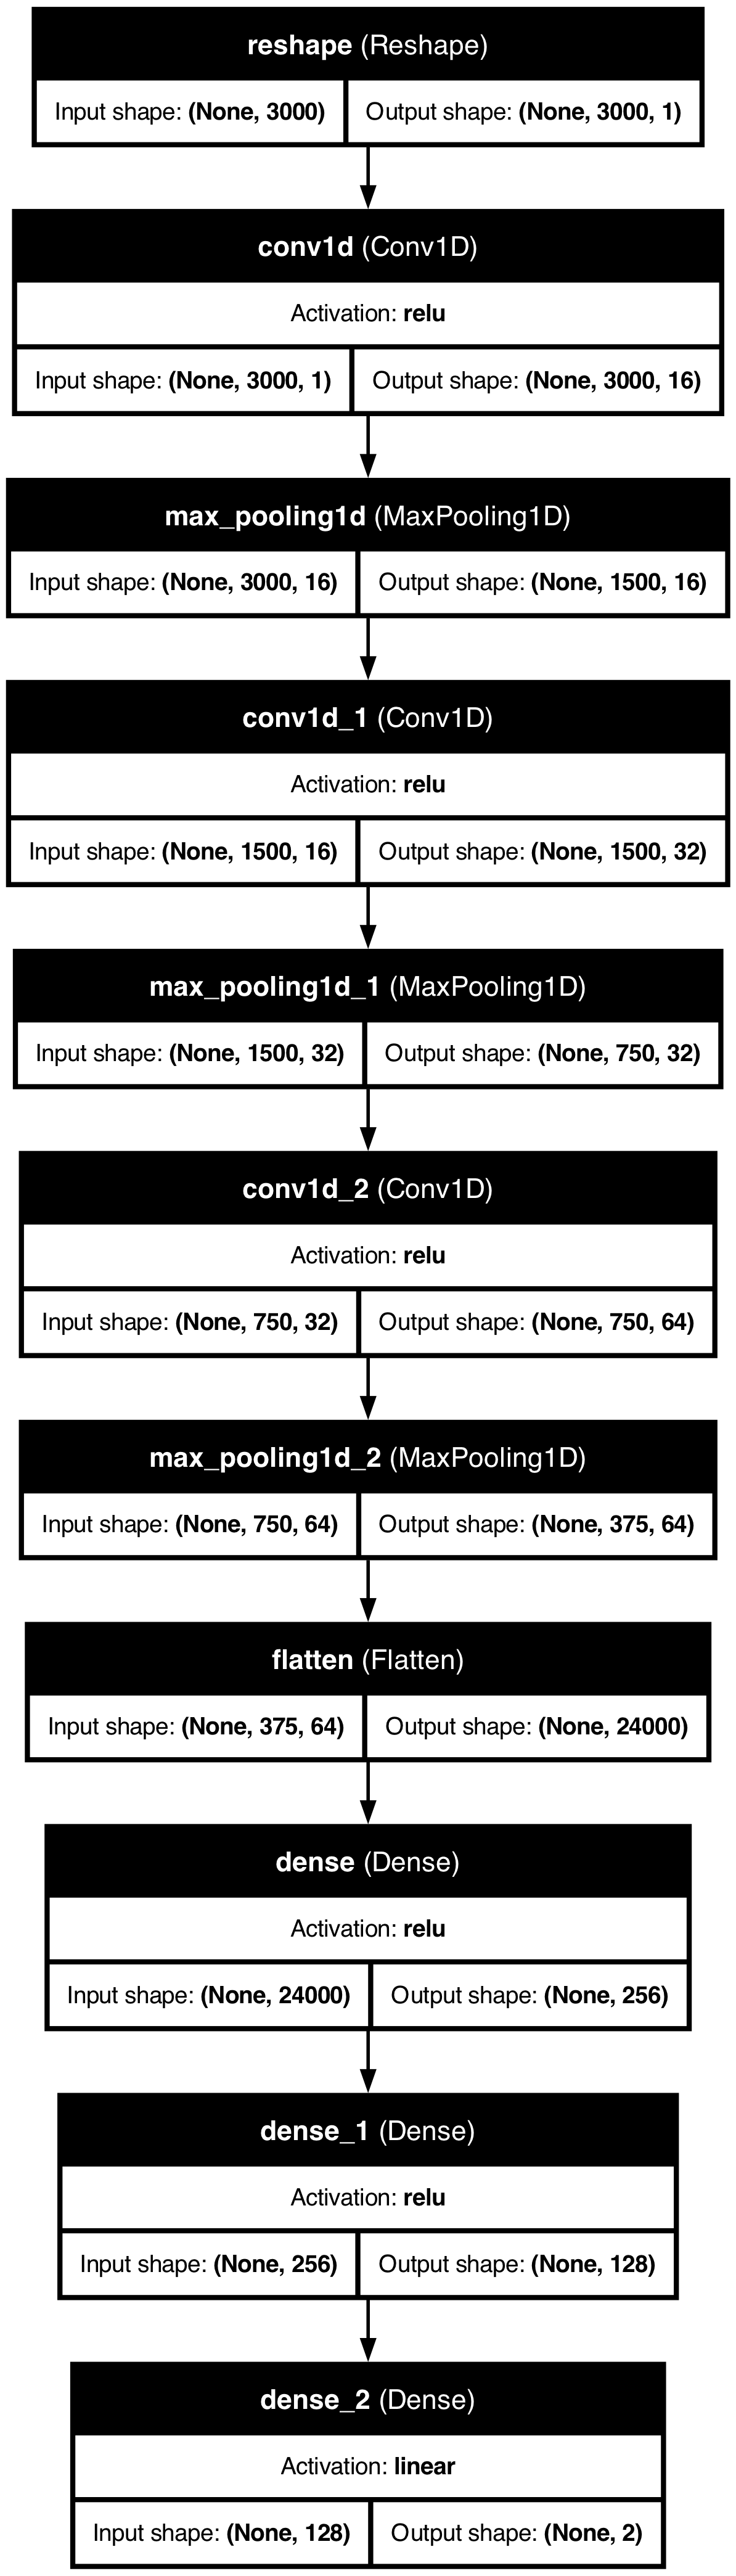 reshape (Reshape)
Input shape: (None, 3000) Output shape: (None, 3000, 1)
conv1d (Conv1D)
Activation: relu
Input shape: (None, 3000, 1) Output shape: (None, 3000, 16)
max_pooling1d (MaxPooling1D)
Input shape: (None, 3000, 16) Output shape: (None, 1500, 16)
conv1d_1 (Conv1D)
Activation: relu
Input shape: (None, 1500, 16) Output shape: (None, 1500, 32)
max_pooling1d_1 (MaxPooling1D)
Input shape: (None, 1500, 32) Output shape: (None, 750, 32)
conv1d_2 (Conv1D)
Activation: relu
Input shape: (None, 750, 32) Output shape: (None, 750, 64)
max_pooling1d_2 (MaxPooling1D)
Input shape: (None, 750, 64) Output shape: (None, 375, 64)
flatten (Flatten)
Input shape: (None, 375, 64) Output shape: (None, 24000)
dense (Dense)
Activation: relu
Input shape: (None, 24000) Output shape: (None, 256)
dense_1 (Dense)
Activation: relu
Input shape: (None, 256) Output shape: (None, 128)
dense_2 (Dense)
Activation: linear
Input shape: (None, 128) Output shape: (None, 2)